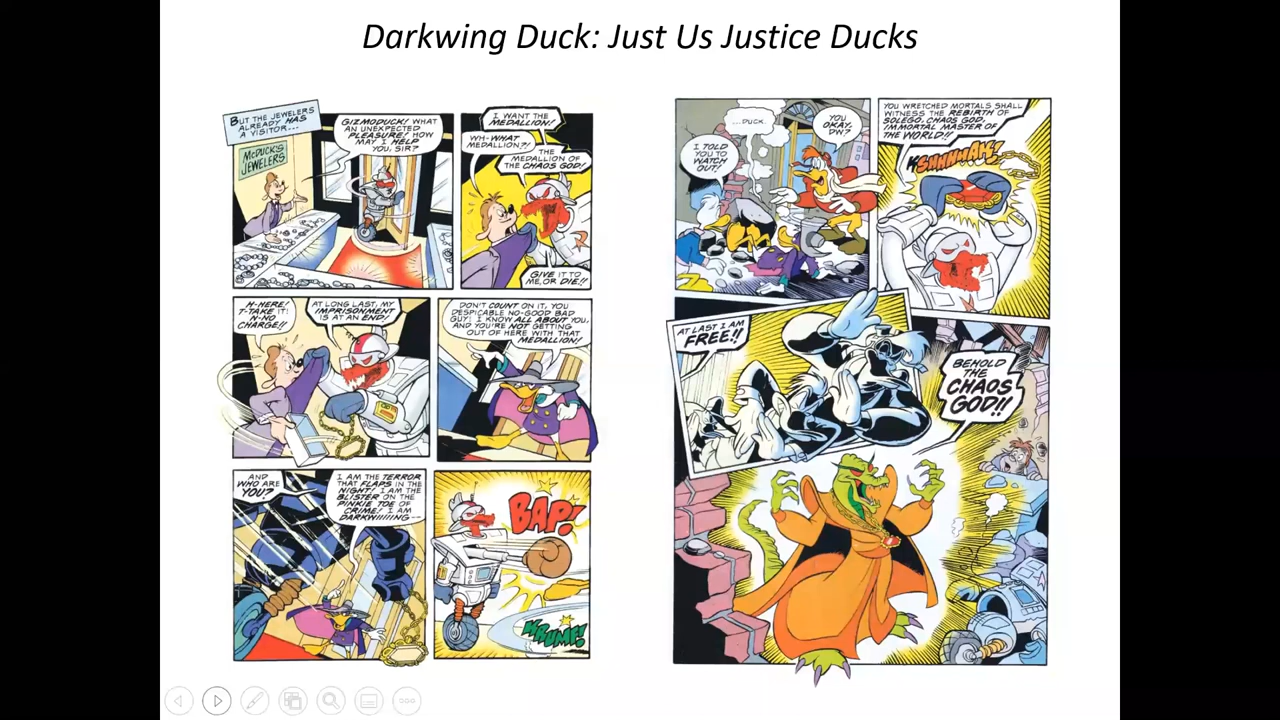 Darkwing Duck: Just Us Justice Ducks
BUT THE JEWELERS
ALREADY HAS
A VISITOR...
MCDUCK'S
JEWELERS
GIZMODUCK! WHAT
AN UNEXPECTED
PLEASURE! HOW
MAY I HELP
YOU, SIR?
I WANT THE
MEDALLION!
WH-WHAT
MEDALLION?!
THE
MEDALLION OF
THE CHAOS GOD!
GIVE IT TO
ME, OR DIE!!
H-HERE!
T-TAKE IT!
N-NO
CHARGE!!
AT LONG LAST, MY
IMPRISONMENT
IS AT AN END!
DON'T COUNT ON IT, YOU
DESPICABLE NO-GOOD BAD
GUY! I KNOW ALL ABOUT YOU,
AND YOU'RE NOT GETTING
OUT OF HERE WITH THAT
MEDALLION!
AND
WHO ARE
YOU?
I AM THE TERROR
THAT FLAPS IN THE
NIGHT! I AM THE
BLISTER ON THE
PINKIE TOE OF
CRIME! I AM
DARKWIIIIING--
BAP!
WHUMF!
...DUCK.
I TOLD
YOU TO
WATCH
OUT!
YOU
OKAY,
DW?
YOU WRETCHED MORTALS SHALL
WITNESS THE REBIRTH OF
SOLEGO, CHAOS GOD,
IMMORTAL MASTER OF
THE WORLD!!
AT LAST I AM
FREE!!
BEHOLD
THE
CHAOS
GOD!!